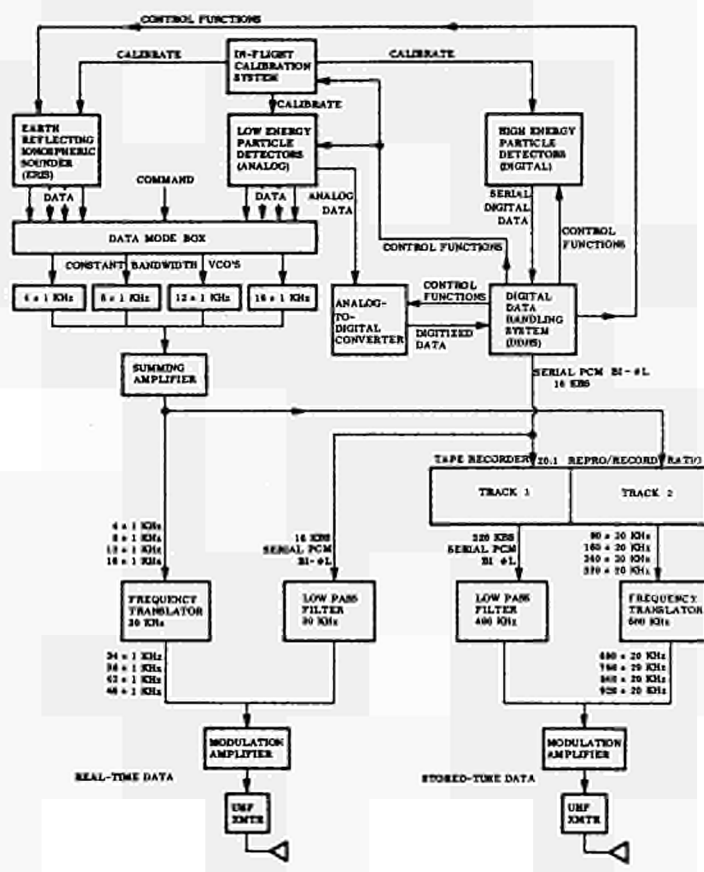 CONTROL FUNCTIONS
CALIBRATE
IN-FLIGHT
CALIBRATION
SYSTEM
CALIBRATE
CALIBRATE
EARTH
REFLECTING
IONOSPHERIC
SOUNDER
(ERIS)
LOW ENERGY
PARTICLE
DETECTORS
(ANALOG)
HIGH ENERGY
PARTICLE
DETECTORS
(DIGITAL)
DATA
COMMAND
DATA
ANALOG
DATA
SERIAL
DIGITAL
DATA
CONTROL
FUNCTIONS
DATA MODE BOX
CONTROL FUNCTIONS
CONSTANT BANDWIDTH VCO'S
4 ± 1 KHz
8 ± 1 KHz
12 ± 1 KHz
16 ± 1 KHz
ANALOG-
TO-
DIGITAL
CONVERTER
CONTROL
FUNCTIONS
DIGITIZED
DATA
DIGITAL
DATA
HANDLING
SYSTEM
(DDHS)
SUMMING
AMPLIFIER
SERIAL PCM BI-φL
16 KBS
TAPE RECORDER 20:1 REPRO/RECORD RATIO
TRACK 1
TRACK 2
4 ± 1 KHz
8 ± 1 KHz
12 ± 1 KHz
16 ± 1 KHz
16 KBS
SERIAL PCM
BI-φL
320 KBS
SERIAL PCM
BI φL
80 ± 20 KHz
160 ± 20 KHz
240 ± 20 KHz
320 ± 20 KHz
FREQUENCY
TRANSLATOR
30 KHz
LOW PASS
FILTER
30 KHz
LOW PASS
FILTER
400 KHz
FREQUENCY
TRANSLATOR
600 KHz
34 ± 1 KHz
38 ± 1 KHz
42 ± 1 KHz
46 ± 1 KHz
680 ± 20 KHz
760 ± 20 KHz
840 ± 20 KHz
920 ± 20 KHz
MODULATION
AMPLIFIER
MODULATION
AMPLIFIER
REAL-TIME DATA
STORED-TIME DATA
UHF
XMTR
UHF
XMTR